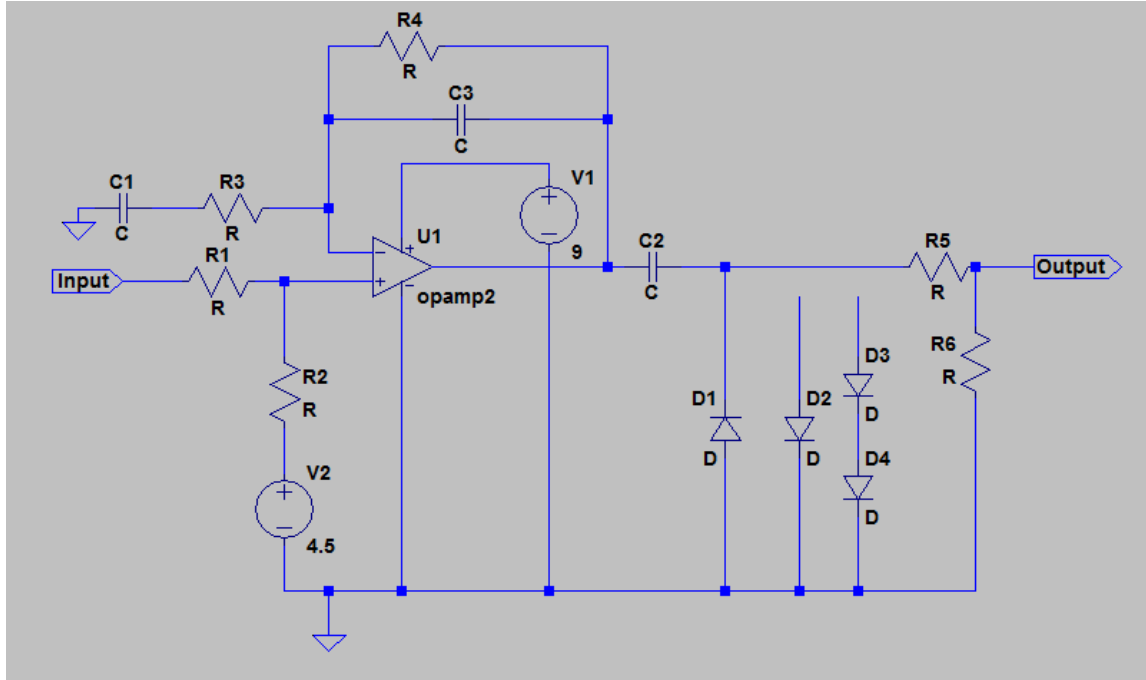 R4
R
C3
C
V1
9
C1
C
R3
R
U1
opamp2
Input
R1
R
C2
C
R5
R
Output
R2
R
R6
R
D3
D
D1
D
D2
D
D4
D
V2
4.5